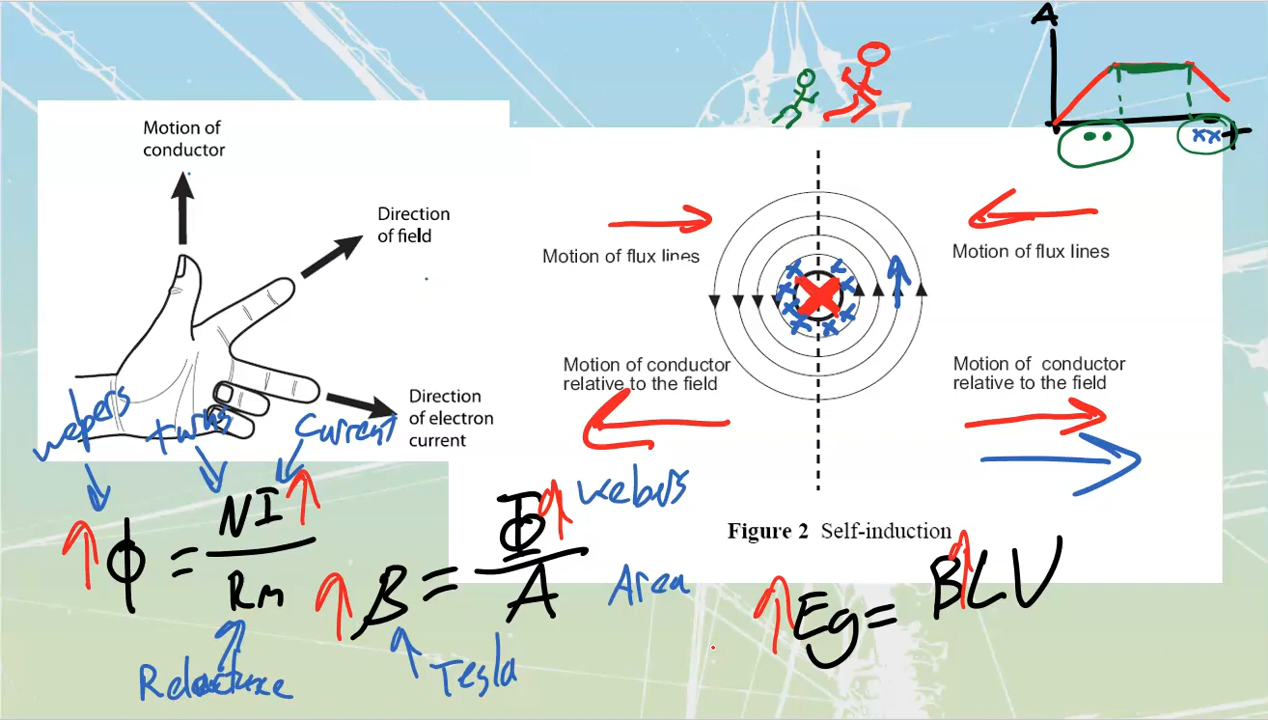 A
xx
T
Motion of
conductor
Direction
of field
Direction
of electron
current
Motion of flux lines
Motion of flux lines
Motion of conductor
relative to the field
Motion of conductor
relative to the field
Figure 2 Self-induction
webers
turns
Current
ϕ = NI / Rm
Φ webers
B = Φ / A
Area
Eg = BLV
Tesla